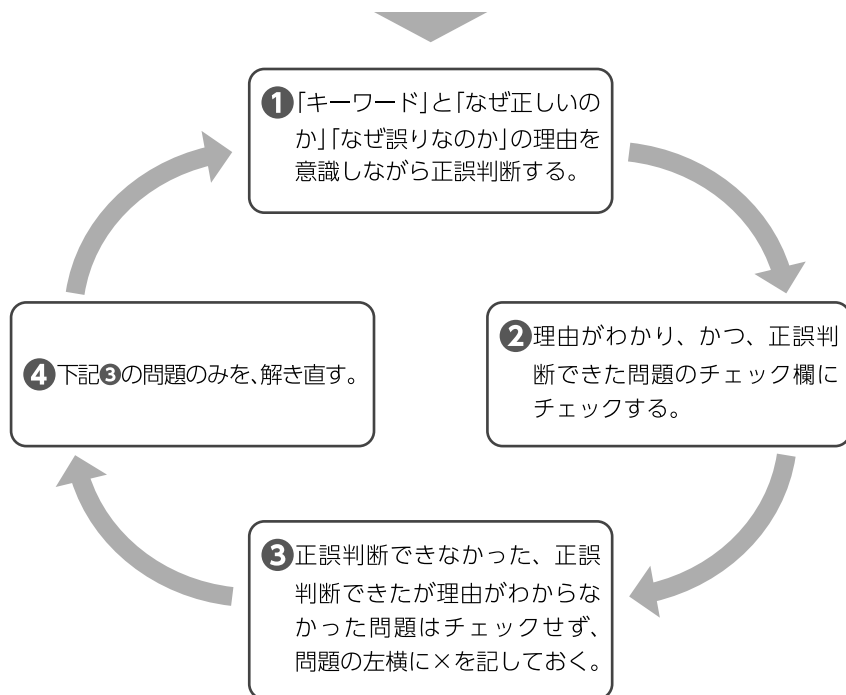 ❶「キーワード」と「なぜ正しいの
か」「なぜ誤りなのか」の理由を
意識しながら正誤判断する。
❷理由がわかり、かつ、正誤判
断できた問題のチェック欄に
チェックする。
❸正誤判断できなかった、正誤
判断できたが理由がわからな
かった問題はチェックせず、
問題の左横に×を記しておく。
❹下記❸の問題のみを、解き直す。